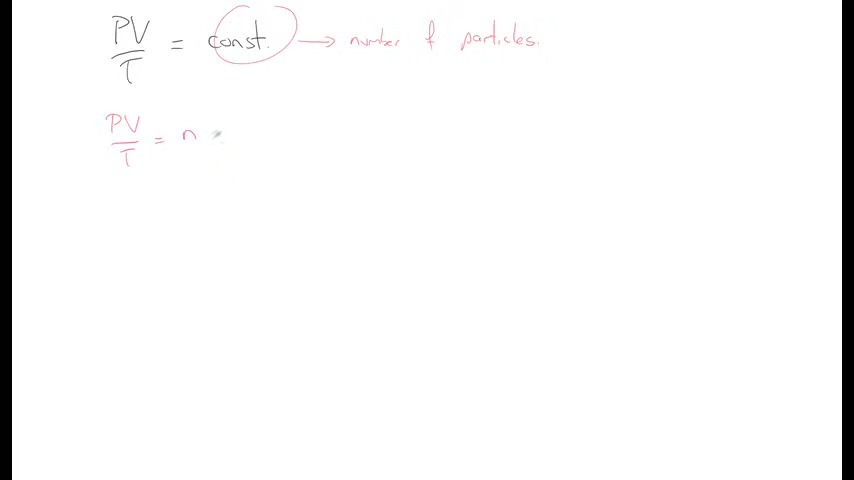 PV/T = const. → number of particles.
PV/T = n